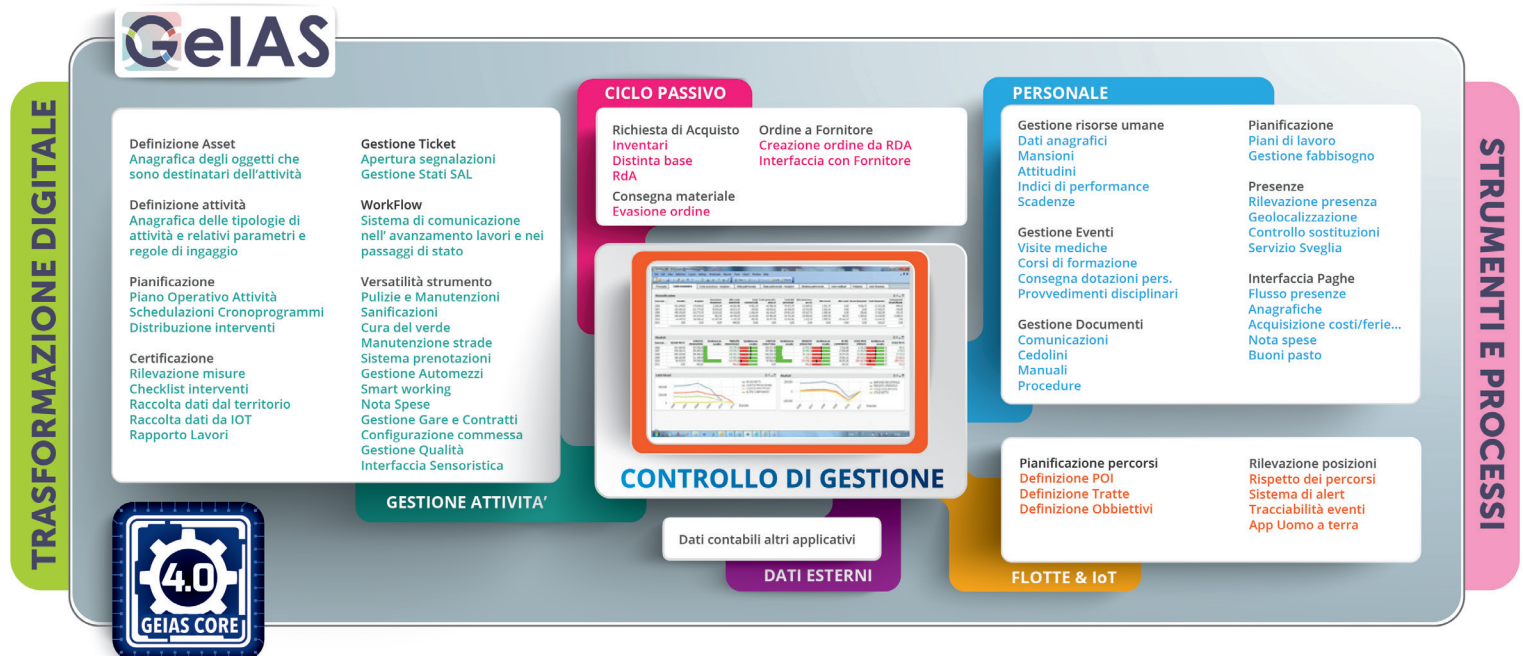 GeIAS
TRASFORMAZIONE DIGITALE
Definizione Asset
Anagrafica degli oggetti che
sono destinatari dell'attività
Definizione attività
Anagrafica delle tipologie di
attività e relativi parametri e
regole di ingaggio
Pianificazione
Piano Operativo Attività
Schedulazioni Cronoprogrammi
Distribuzione interventi
Certificazione
Rilevazione misure
Checklist interventi
Raccolta dati dal territorio
Raccolta dati da IOT
Rapporto Lavori
Gestione Ticket
Apertura segnalazioni
Gestione Stati SAL
WorkFlow
Sistema di comunicazione
nell' avanzamento lavori e nei
passaggi di stato
Versatilità strumento
Pulizie e Manutenzioni
Sanificazioni
Cura del verde
Manutenzione strade
Sistema prenotazioni
Gestione Automezzi
Smart working
Nota Spese
Gestione Gare e Contratti
Configurazione commessa
Gestione Qualità
Interfaccia Sensoristica
GESTIONE ATTIVITA'
4.0
GEIAS CORE
CICLO PASSIVO
Richiesta di Acquisto
Inventari
Distinta base
RdA
Consegna materiale
Evasione ordine
Ordine a Fornitore
Creazione ordine da RDA
Interfaccia con Fornitore
CONTROLLO DI GESTIONE
Dati contabili altri applicativi
DATI ESTERNI
PERSONALE
Gestione risorse umane
Dati anagrafici
Mansioni
Attitudini
Indici di performance
Scadenze
Gestione Eventi
Visite mediche
Corsi di formazione
Consegna dotazioni pers.
Provvedimenti disciplinari
Gestione Documenti
Comunicazioni
Cedolini
Manuali
Procedure
Pianificazione
Piani di lavoro
Gestione fabbisogno
Presenze
Rilevazione presenza
Geolocalizzazione
Controllo sostituzioni
Servizio Sveglia
Interfaccia Paghe
Flusso presenze
Anagrafiche
Acquisizione costi/ferie...
Nota spese
Buoni pasto
Pianificazione percorsi
Definizione POI
Definizione Tratte
Definizione Obbiettivi
Rilevazione posizioni
Rispetto dei percorsi
Sistema di alert
Tracciabilità eventi
App Uomo a terra
FLOTTE & IoT
STRUMENTI E PROCESSI